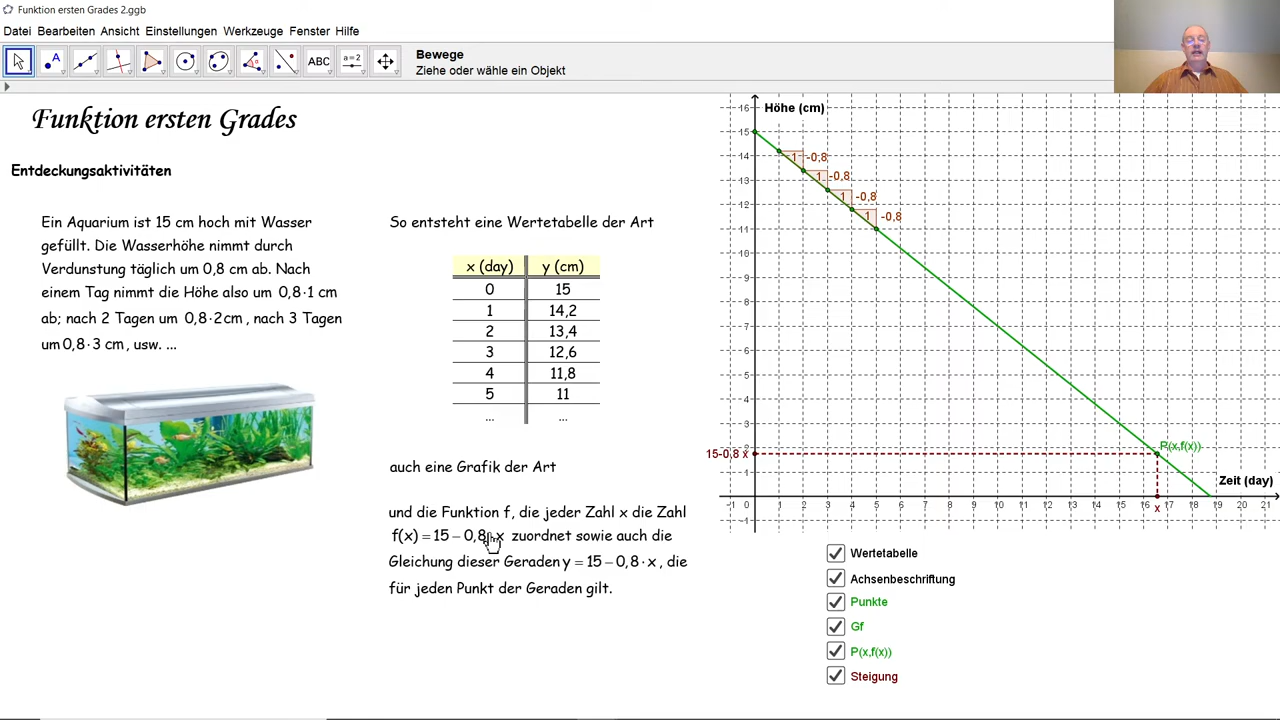 Funktion ersten Grades 2.ggb
Datei Bearbeiten Ansicht Einstellungen Werkzeuge Fenster Hilfe
A
ABC
a=2
Bewege
Ziehe oder wähle ein Objekt
Funktion ersten Grades
Entdeckungsaktivitäten
Ein Aquarium ist 15 cm hoch mit Wasser
gefüllt. Die Wasserhöhe nimmt durch
Verdunstung täglich um 0,8 cm ab. Nach
einem Tag nimmt die Höhe also um 0,8·1 cm
ab; nach 2 Tagen um 0,8·2cm, nach 3 Tagen
um 0,8·3 cm, usw. ...
So entsteht eine Wertetabelle der Art
x (day) y (cm)
0 15
1 14,2
2 13,4
3 12,6
4 11,8
5 11
... ...
auch eine Grafik der Art
und die Funktion f, die jeder Zahl x die Zahl
f(x) = 15 – 0,8·x zuordnet sowie auch die
Gleichung dieser Geraden y = 15 – 0,8·x, die
für jeden Punkt der Geraden gilt.
Höhe (cm)
16
15
14
13
12
11
9
8
7
6
5
4
3
2
1
-1
1 -0,8
1 -0,8
1 -0,8
1 -0,8
P(x,f(x))
15-0,8 x
Zeit (day)
-1 0 1 2 3 4 5 6 7 8 9 10 11 12 13 14 15 16 17 18 19 20 21
x
Wertetabelle
Achsenbeschriftung
Punkte
Gf
P(x,f(x))
Steigung